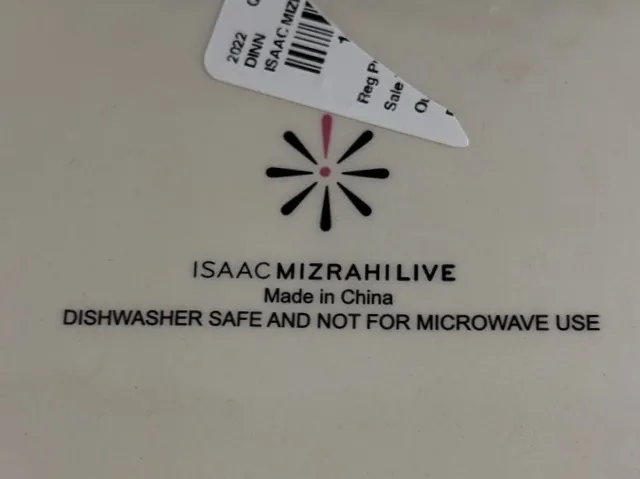 2022
DINN
ISAAC MIZ
Reg
Sale
ISAACMIZRAHILIVE
Made in China
DISHWASHER SAFE AND NOT FOR MICROWAVE USE